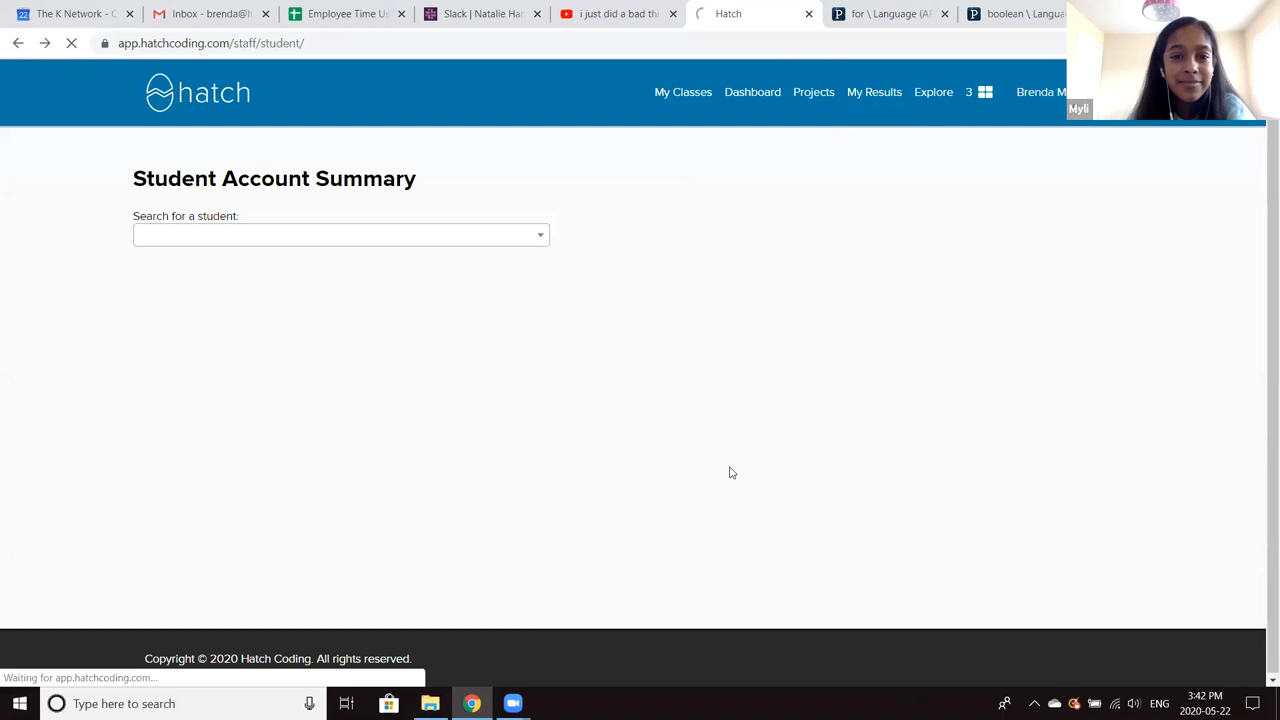 The K Network - C
Inbox - brenda@h
Employee Time Us
Slack | Natalie Har
i just did a bad thi
Hatch
for \ Language (AP
boolean \ Langua
app.hatchcoding.com/staff/student/
hatch
My Classes
Dashboard
Projects
My Results
Explore
3
Brenda M
Myli
Student Account Summary
Search for a student:
Copyright © 2020 Hatch Coding. All rights reserved.
Waiting for app.hatchcoding.com...
Type here to search
ENG
3:42 PM
2020-05-22